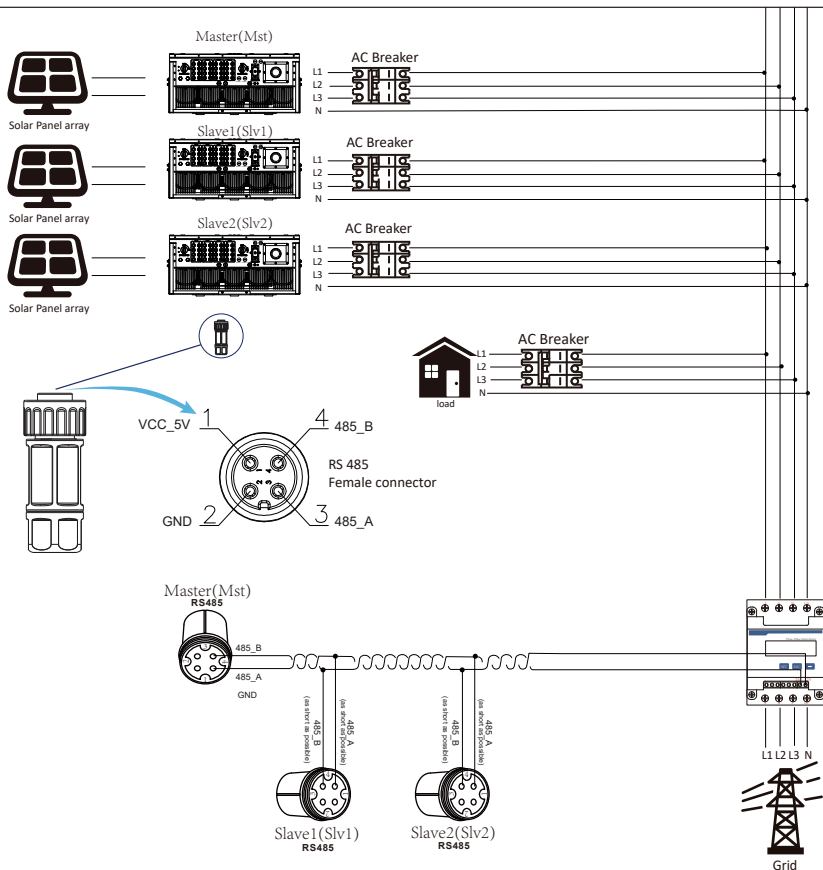 Master(Mst)
AC Breaker
L1
L2
L3
N
Solar Panel array
Slave1(Slv1)
AC Breaker
L1
L2
L3
N
Solar Panel array
Slave2(Slv2)
AC Breaker
L1
L2
L3
N
Solar Panel array
AC Breaker
L1
L2
L3
N
load
VCC_5V
1
4
485_B
RS 485
Female connector
GND
2
3
485_A
1
4
2
3
Master(Mst)
RS485
485_B
485_A
GND
485_B
(as short as possible)
485_A
(as short as possible)
485_B
(as short as possible)
485_A
(as short as possible)
Slave1(Slv1)
RS485
Slave2(Slv2)
RS485
L1 L2 L3 N
Grid